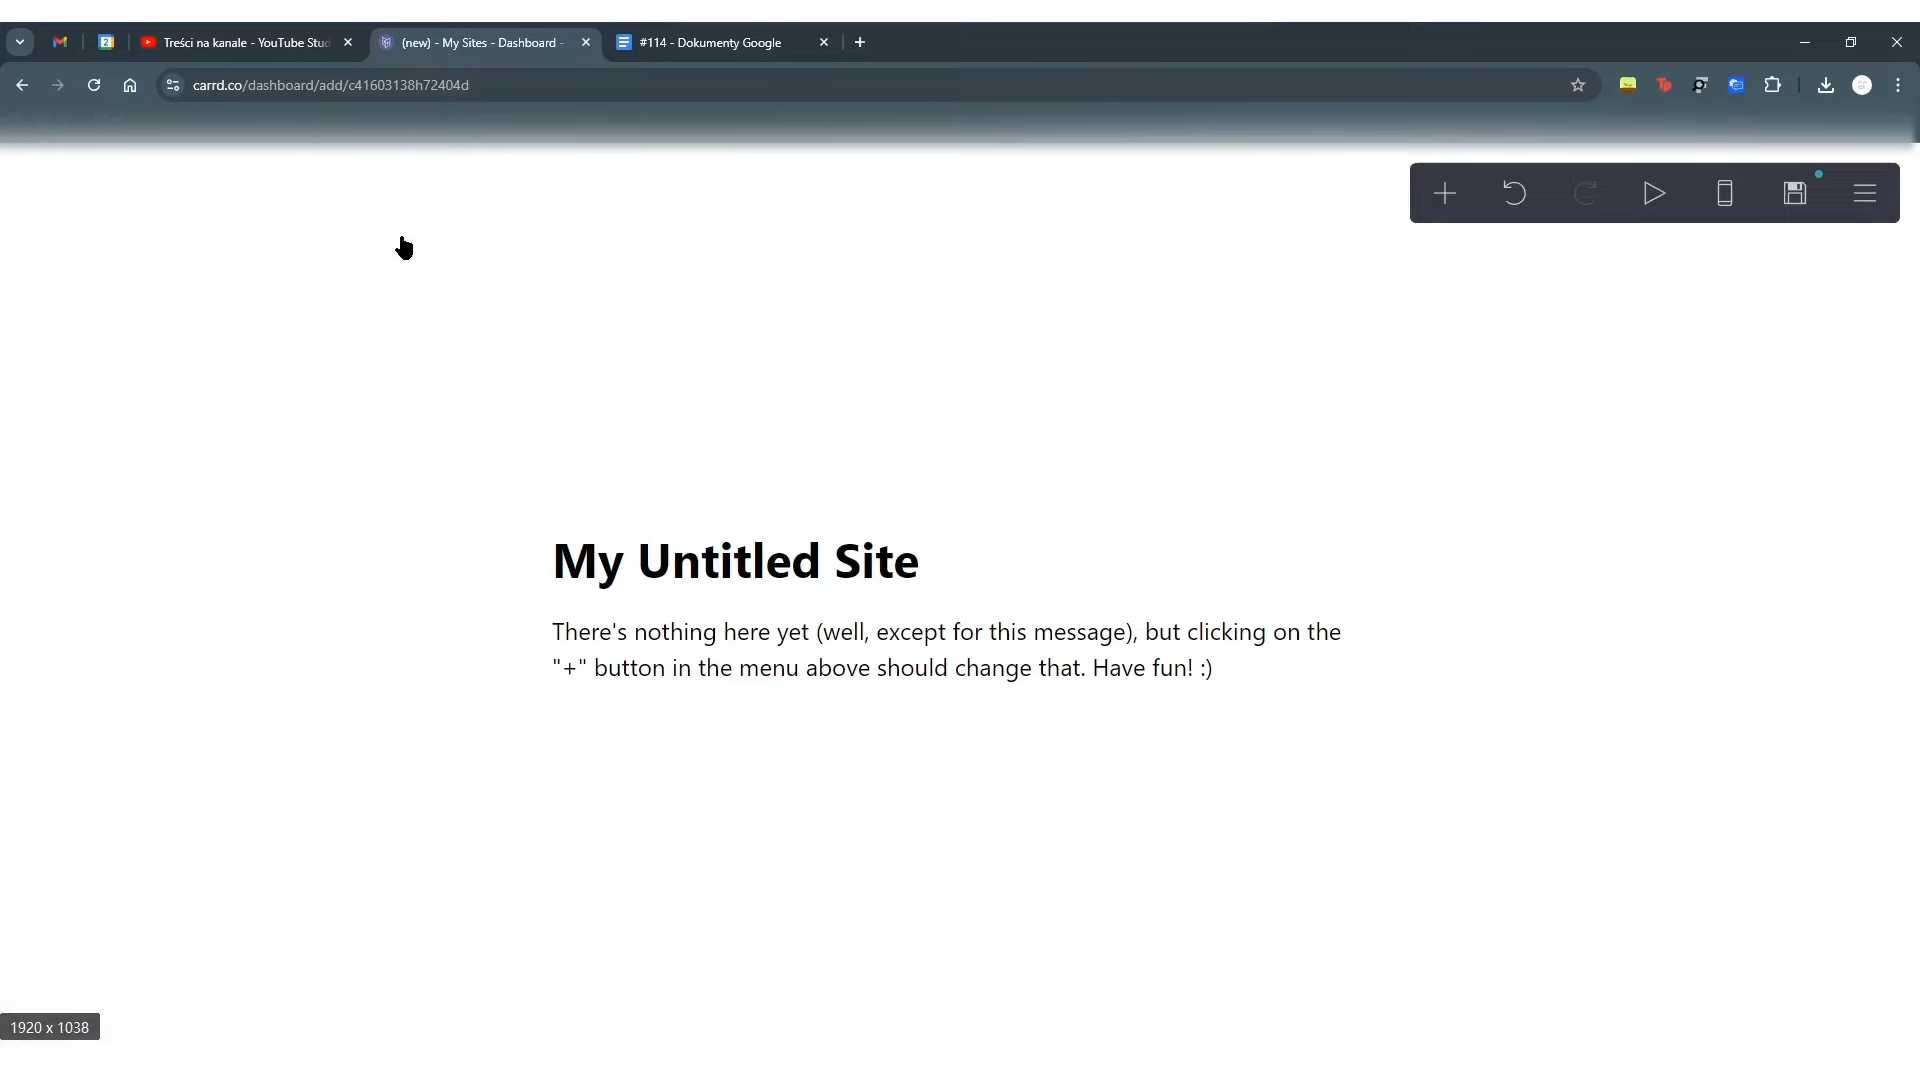 Treści na kanale - YouTube Stud
(new) - My Sites - Dashboard -
#114 - Dokumenty Google
carrd.co/dashboard/add/c41603138h72404d
My Untitled Site
There's nothing here yet (well, except for this message), but clicking on the
"+" button in the menu above should change that. Have fun! :)
1920 x 1038